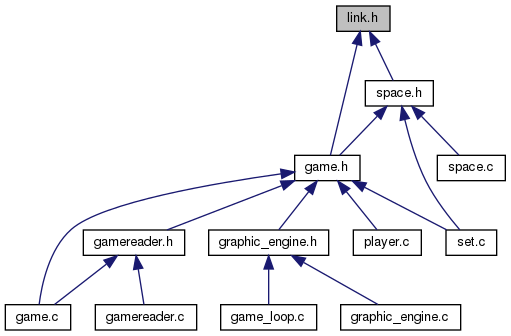 link.h
space.h
game.h
space.c
gamereader.h
graphic_engine.h
player.c
set.c
game.c
gamereader.c
game_loop.c
graphic_engine.c